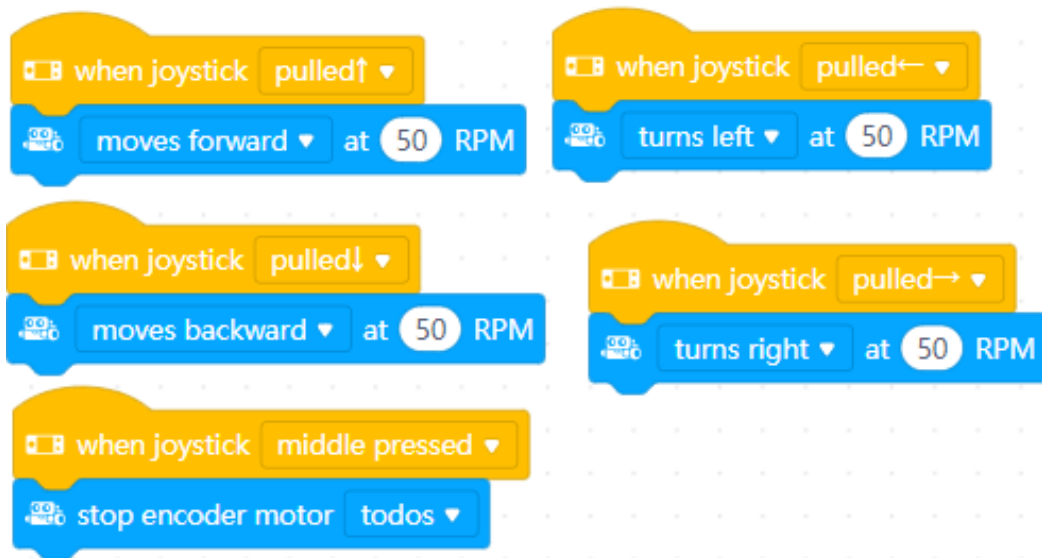 when joystick pulled↑
moves forward at 50 RPM
when joystick pulled←
turns left at 50 RPM
when joystick pulled↓
moves backward at 50 RPM
when joystick pulled→
turns right at 50 RPM
when joystick middle pressed
stop encoder motor todos